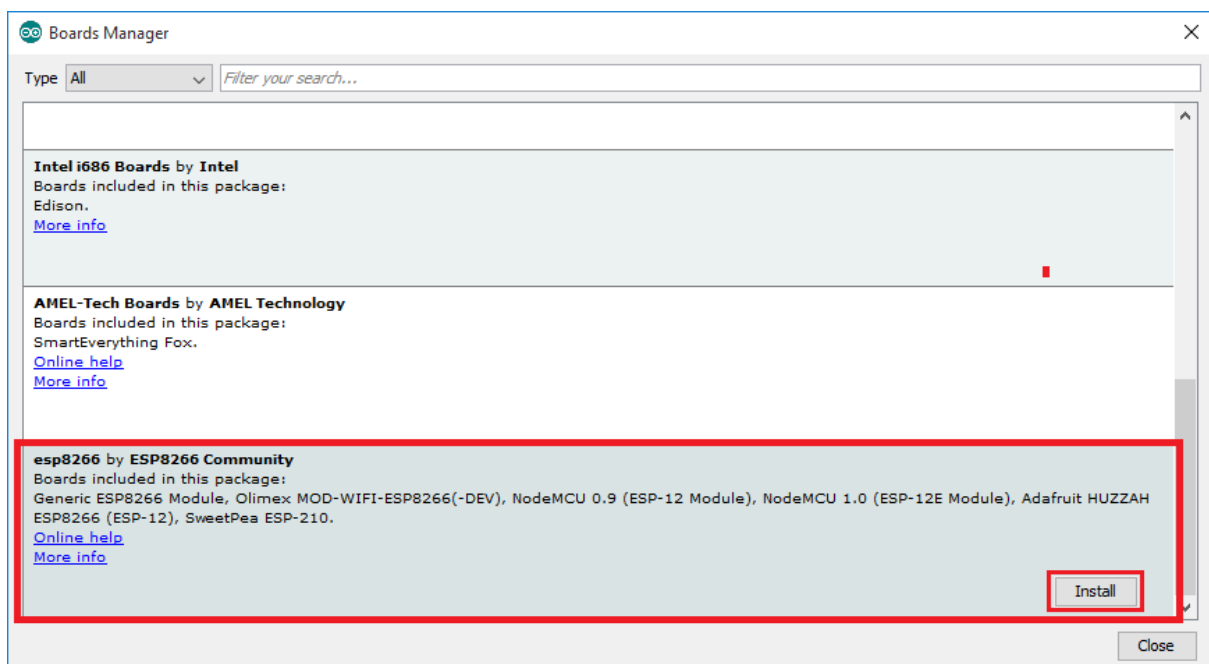 Boards Manager
Type All Filter your search...
Intel i686 Boards by Intel
Boards included in this package:
Edison.
More info
AMEL-Tech Boards by AMEL Technology
Boards included in this package:
SmartEverything Fox.
Online help
More info
esp8266 by ESP8266 Community
Boards included in this package:
Generic ESP8266 Module, Olimex MOD-WIFI-ESP8266(-DEV), NodeMCU 0.9 (ESP-12 Module), NodeMCU 1.0 (ESP-12E Module), Adafruit HUZZAH
ESP8266 (ESP-12), SweetPea ESP-210.
Online help
More info
Install
Close